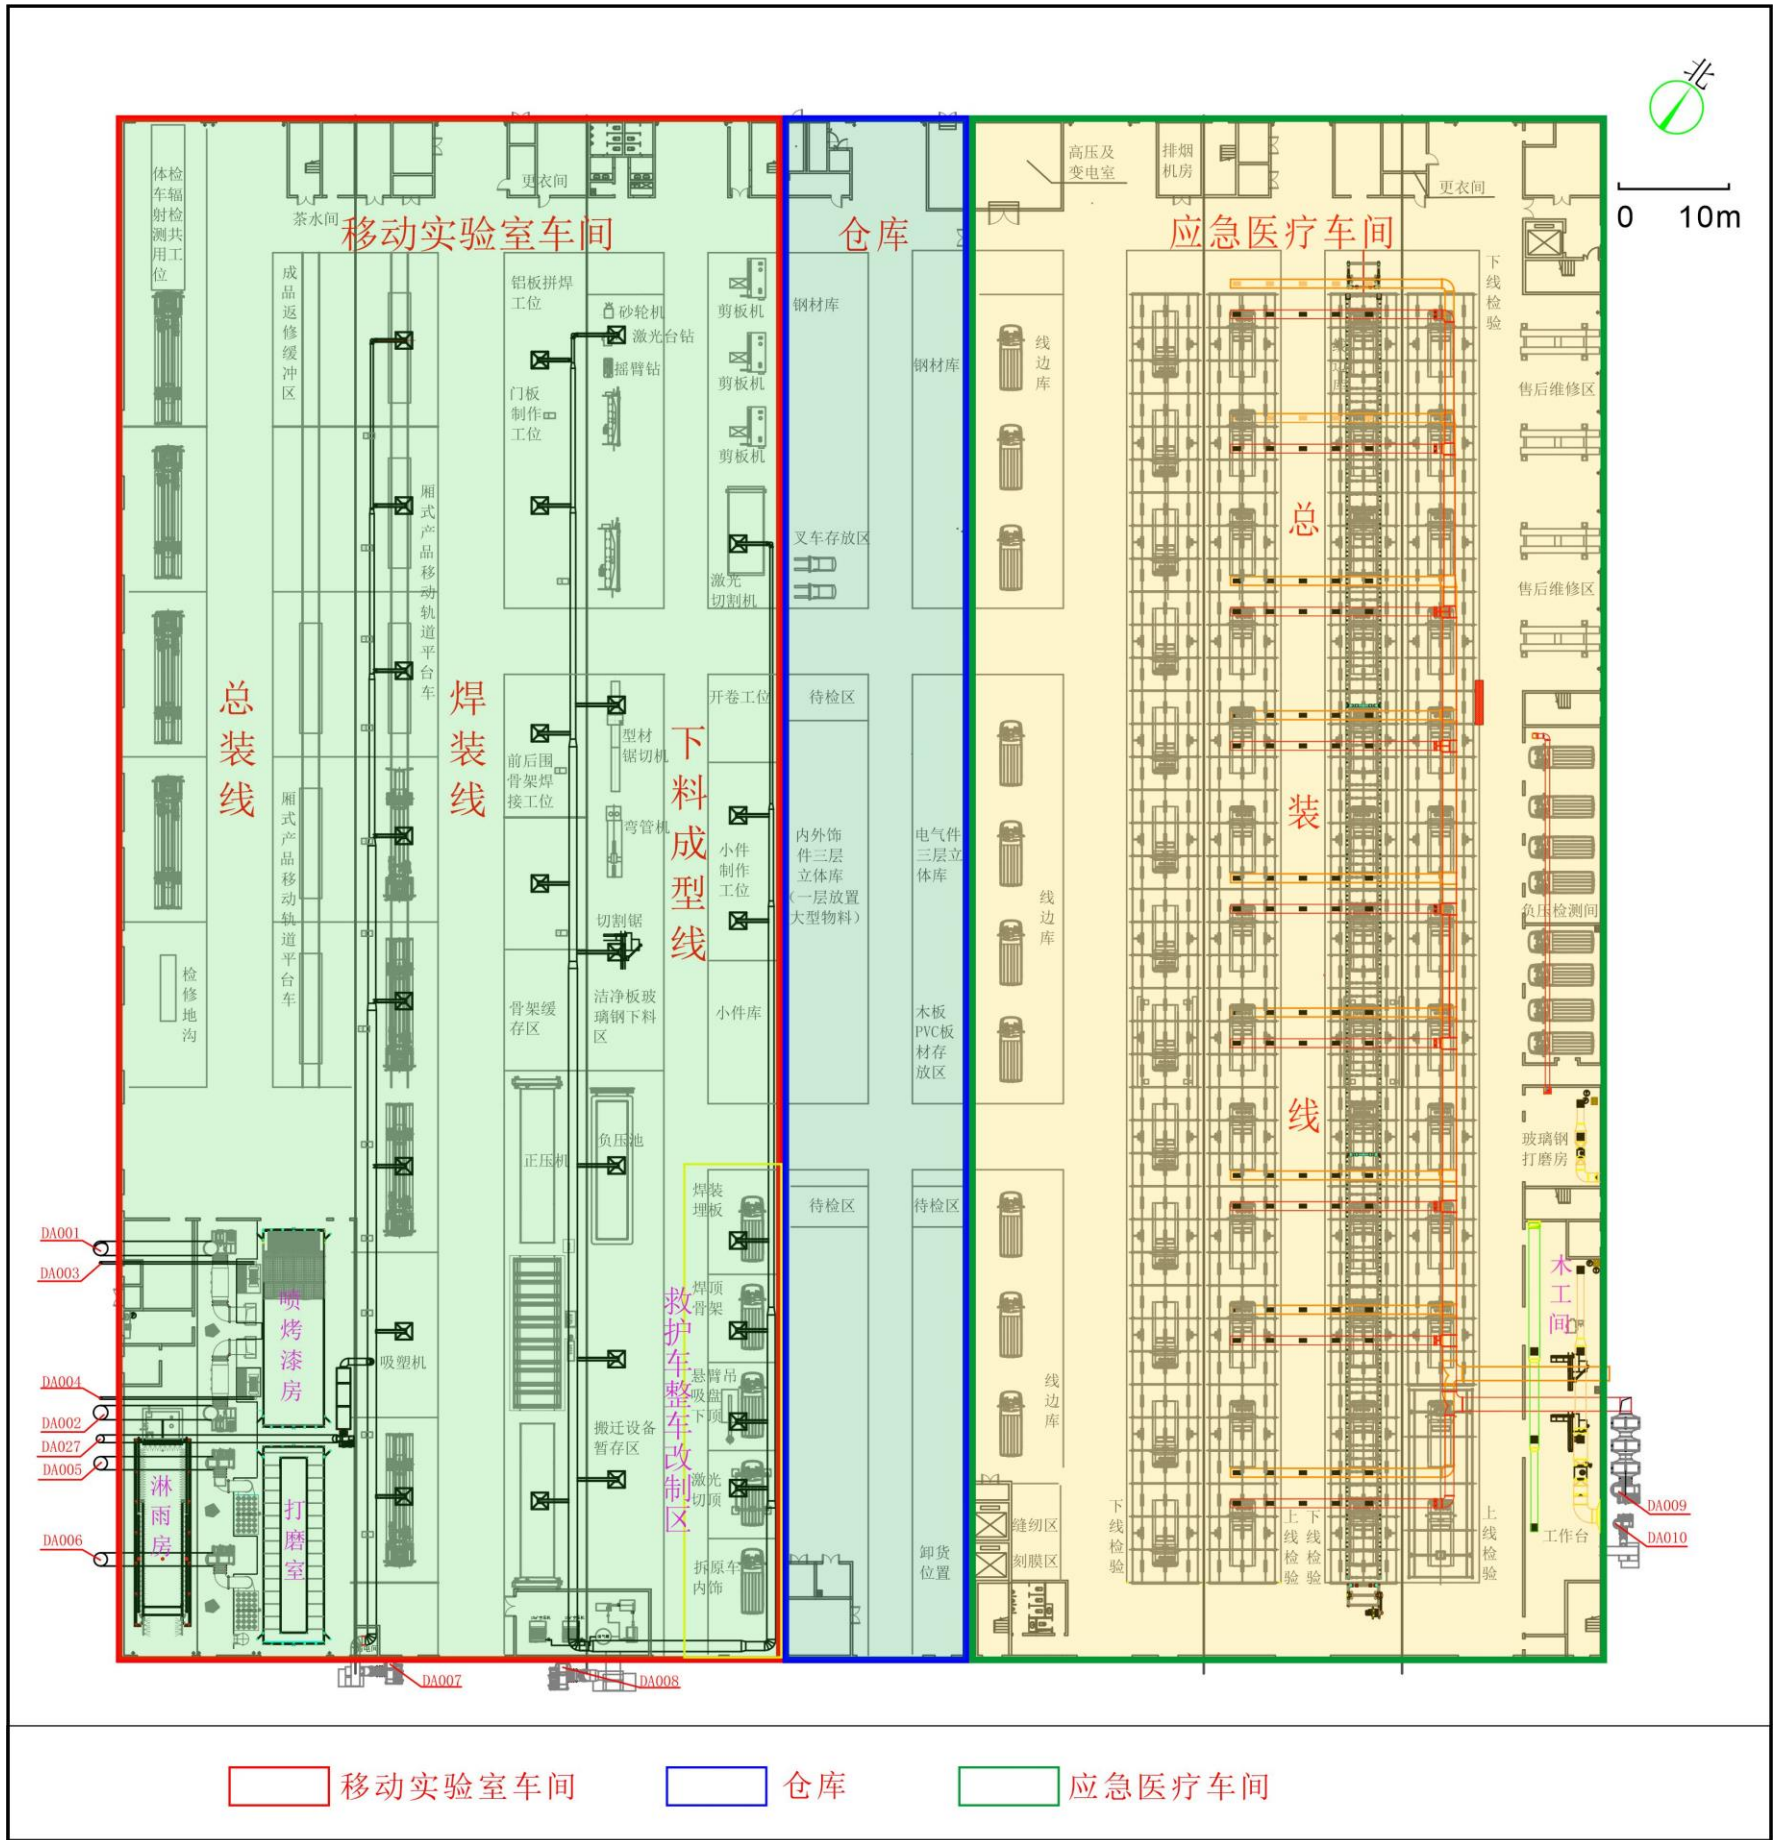 北
0 10m
体检
车辐
射检
测共
用工
位
茶水间
更衣间
移动实验室车间
仓库
高压及
变电室
排烟
机房
更衣间
应急医疗车间
成品返修缓冲区
铝板拼焊
工位
砂轮机
激光台钻
摇臂钻
门板
制作
工位
剪板机
剪板机
剪板机
激光
切割机
钢材库
钢材库
叉车存放区
线边库
下线检验
售后维修区
售后维修区
厢式产品移动轨道平台车
总装线
焊装线
下料成型线
开卷工位
待检区
型材
锯切机
前后围
骨架焊
接工位
弯管机
小件
制作
工位
内外饰
件三层
立体库
(一层放置
大型物料)
电气件
三层立
体库
线边库
总装线
负压检测间
厢式产品移动轨道平台车
切割锯
检修地沟
骨架缓
存区
洁净板玻
璃钢下料
区
小件库
木板
PVC板
材存
放区
正压机
负压池
玻璃钢
打磨房
焊装
埋板
待检区
待检区
DA001
DA003
DA004
DA002
DA027
DA005
DA006
喷烤漆房
吸塑机
焊顶
骨架
悬臂吊
吸盘
下顶
救护车整车改制区
搬迁设备
暂存区
激光
切顶
拆原车
内饰
淋雨房
打磨室
线边库
木工间
缝纫区
刻膜区
卸货
位置
下线检验
上线检验
下线检验
上线检验
工作台
DA009
DA010
DA007
DA008
移动实验室车间
仓库
应急医疗车间